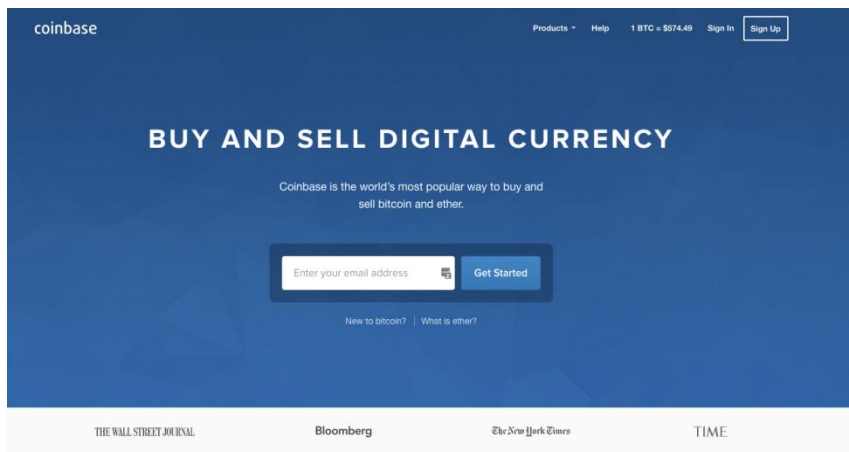 coinbase
Products Help 1 BTC = $574.49 Sign In Sign Up
BUY AND SELL DIGITAL CURRENCY
Coinbase is the world's most popular way to buy and
sell bitcoin and ether.
Enter your email address Get Started
New to bitcoin? | What is ether?
THE WALL STREET JOURNAL Bloomberg The New York Times TIME